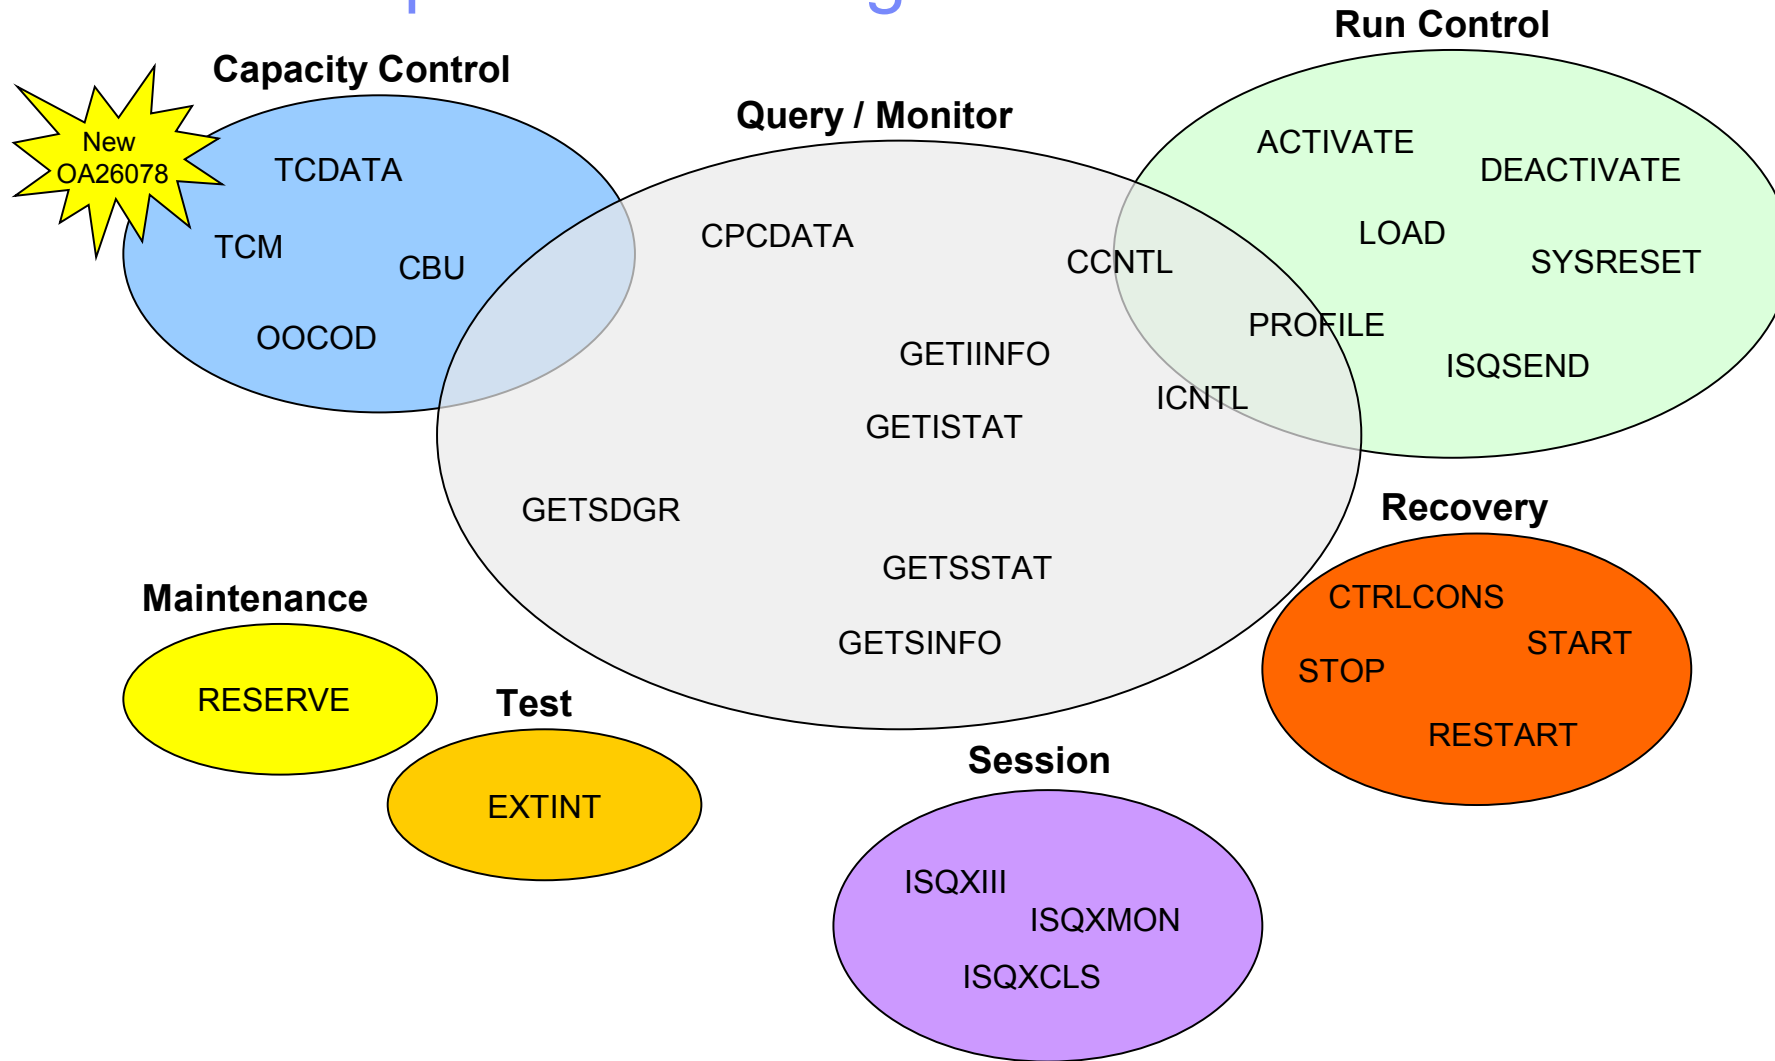 Run Control
Capacity Control
Query / Monitor
New
OA26078
TCDATA
TCM
CBU
OOCOD
CPCDATA
CCNTL
GETIINFO
GETISTAT
ICNTL
PROFILE
GETSDGR
GETSSTAT
GETSINFO
ACTIVATE
DEACTIVATE
LOAD
SYSRESET
ISQSEND
Recovery
CTRLCONS
START
STOP
RESTART
Maintenance
RESERVE
Test
EXTINT
Session
ISQXIII
ISQXMON
ISQXCLS